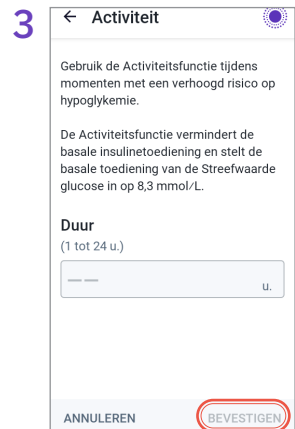 3
← Activiteit
Gebruik de Activiteitsfunctie tijdens
momenten met een verhoogd risico op
hypoglykemie.
De Activiteitsfunctie vermindert de
basale insulinetoediening en stelt de
basale toediening van de Streefwaarde
glucose in op 8,3 mmol/L.
Duur
(1 tot 24 u.)
— — u.
ANNULEREN BEVESTIGEN